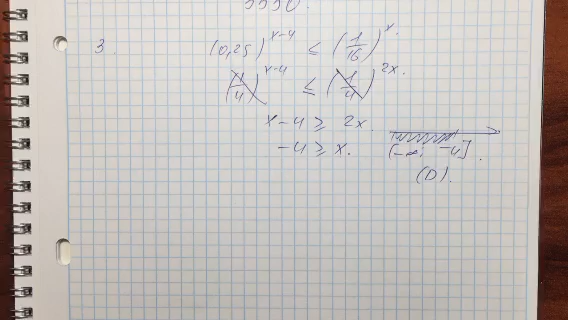 3. (0,25)^{x-4} ≤ (1/16)^x.
(1/4)^{x-4} ≤ (1/4)^{2x}.
x-4 ≥ 2x.
-4 ≥ x. (-∞; -4].
(D).